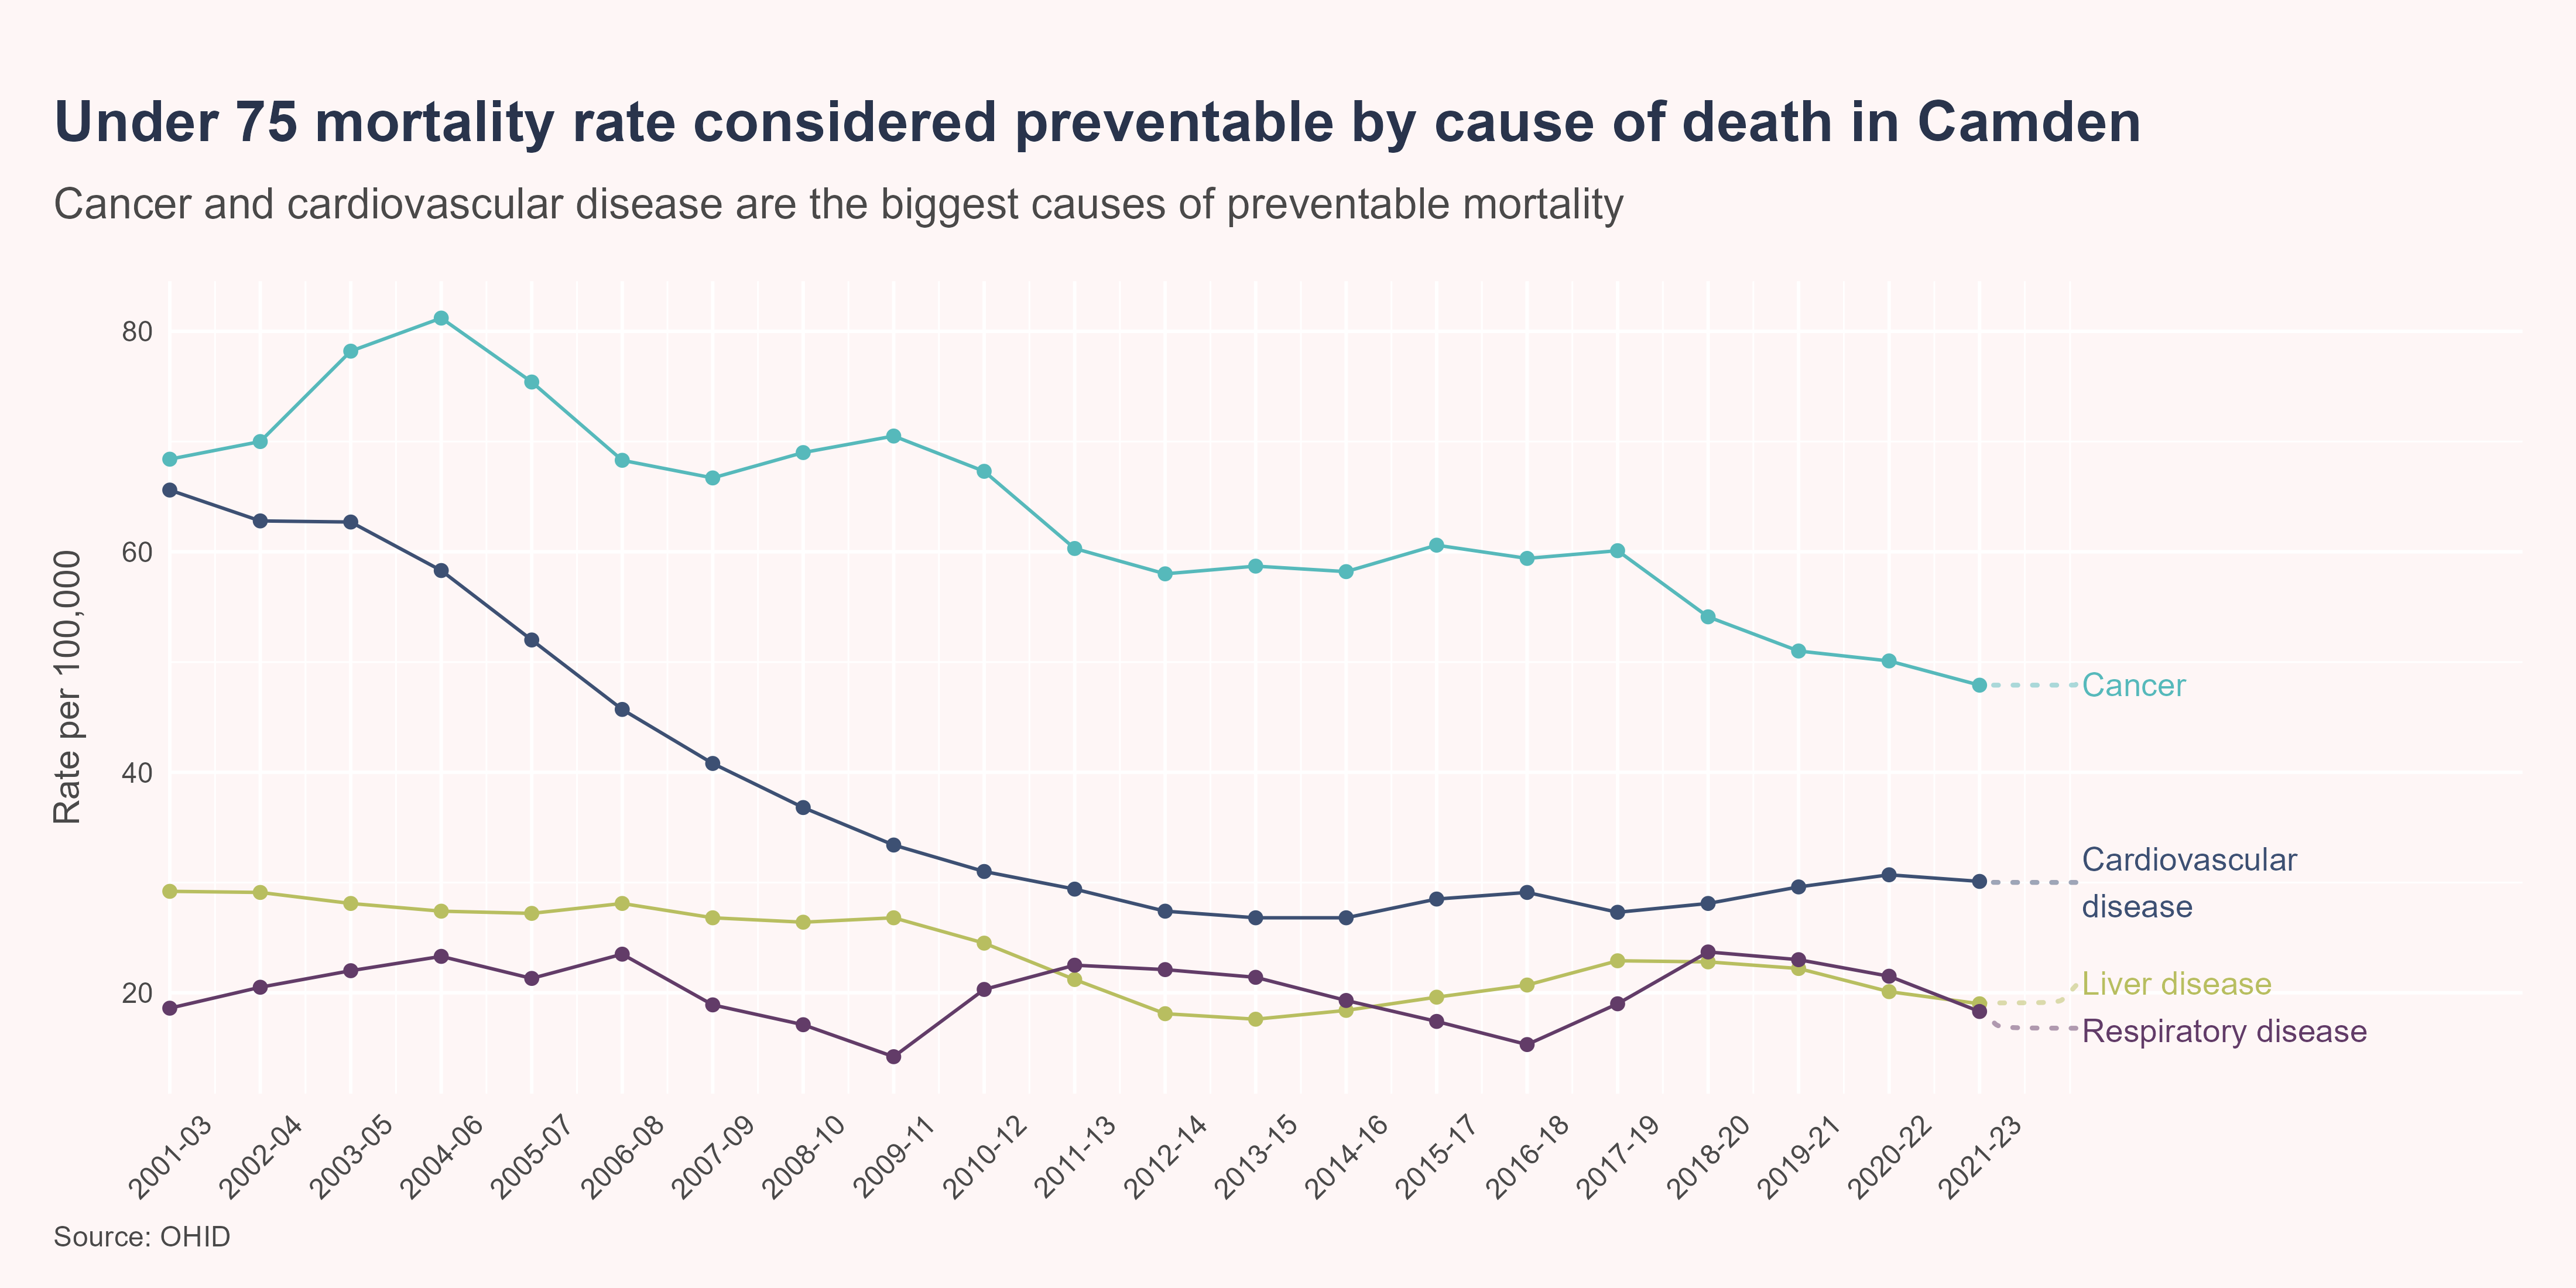 Under 75 mortality rate considered preventable by cause of death in Camden
Cancer and cardiovascular disease are the biggest causes of preventable mortality
Rate per 100,000
80
60
40
20
Cancer
Cardiovascular
disease
Liver disease
Respiratory disease
2001-03
2002-04
2003-05
2004-06
2005-07
2006-08
2007-09
2008-10
2009-11
2010-12
2011-13
2012-14
2013-15
2014-16
2015-17
2016-18
2017-19
2018-20
2019-21
2020-22
2021-23
Source: OHID